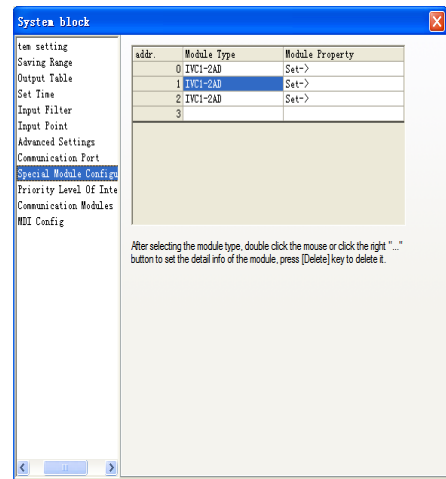 System block
tem setting
Saving Range
Output Table
Set Time
Input Filter
Input Point
Advanced Settings
Communication Port
Special Module Configu
Priority Level Of Inte
Communication Modules
MDI Config
addr. Module Type Module Property
0 IVC1-2AD Set->
1 IVC1-2AD Set->
2 IVC1-2AD Set->
3
After selecting the module type, double click the mouse or click the right "..."
button to set the detail info of the module, press [Delete] key to delete it.